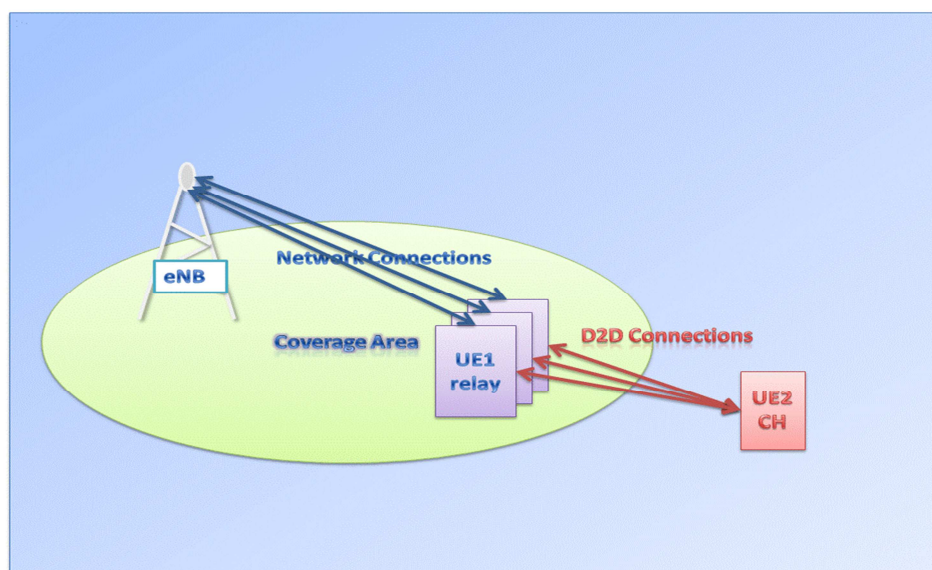 Network Connections
eNB
Coverage Area
D2D Connections
UE1
relay
UE2
CH